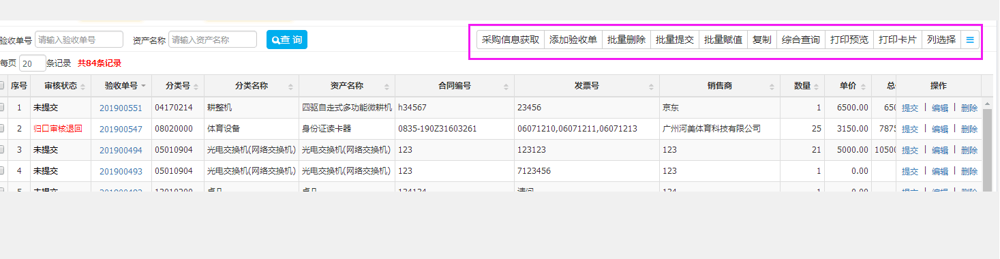 验收单号 请输入验收单号 资产名称 请输入资产名称 查 询 采购信息获取 添加验收单 批量删除 批量提交 批量赋值 复制 综合查询 打印预览 打印卡片 列选择
每页 20 条记录 共84条记录
序号 审核状态 验收单号 分类号 分类名称 资产名称 合同编号 发票号 销售商 数量 单价 总 操作
1 未提交 201900551 04170214 耕整机 四驱自走式多功能微耕机 h34567 23456 京东 1 6500.00 650 提交 | 编辑 | 删除
2 归口审核退回 201900547 08020000 体育设备 身份证读卡器 0835-190Z31603261 06071210,06071211,06071213 广州河美体育科技有限公司 25 3150.00 7875 提交 | 编辑 | 删除
3 未提交 201900494 05010904 光电交换机(网络交换机) 光电交换机(网络交换机) 123 123123 123 21 5000.00 10500 提交 | 编辑 | 删除
4 未提交 201900493 05010904 光电交换机(网络交换机) 光电交换机(网络交换机) 123 7123456 123 1 0.00 提交 | 编辑 | 删除
5 未提交 1 0.00 提交 | 编辑 | 删除